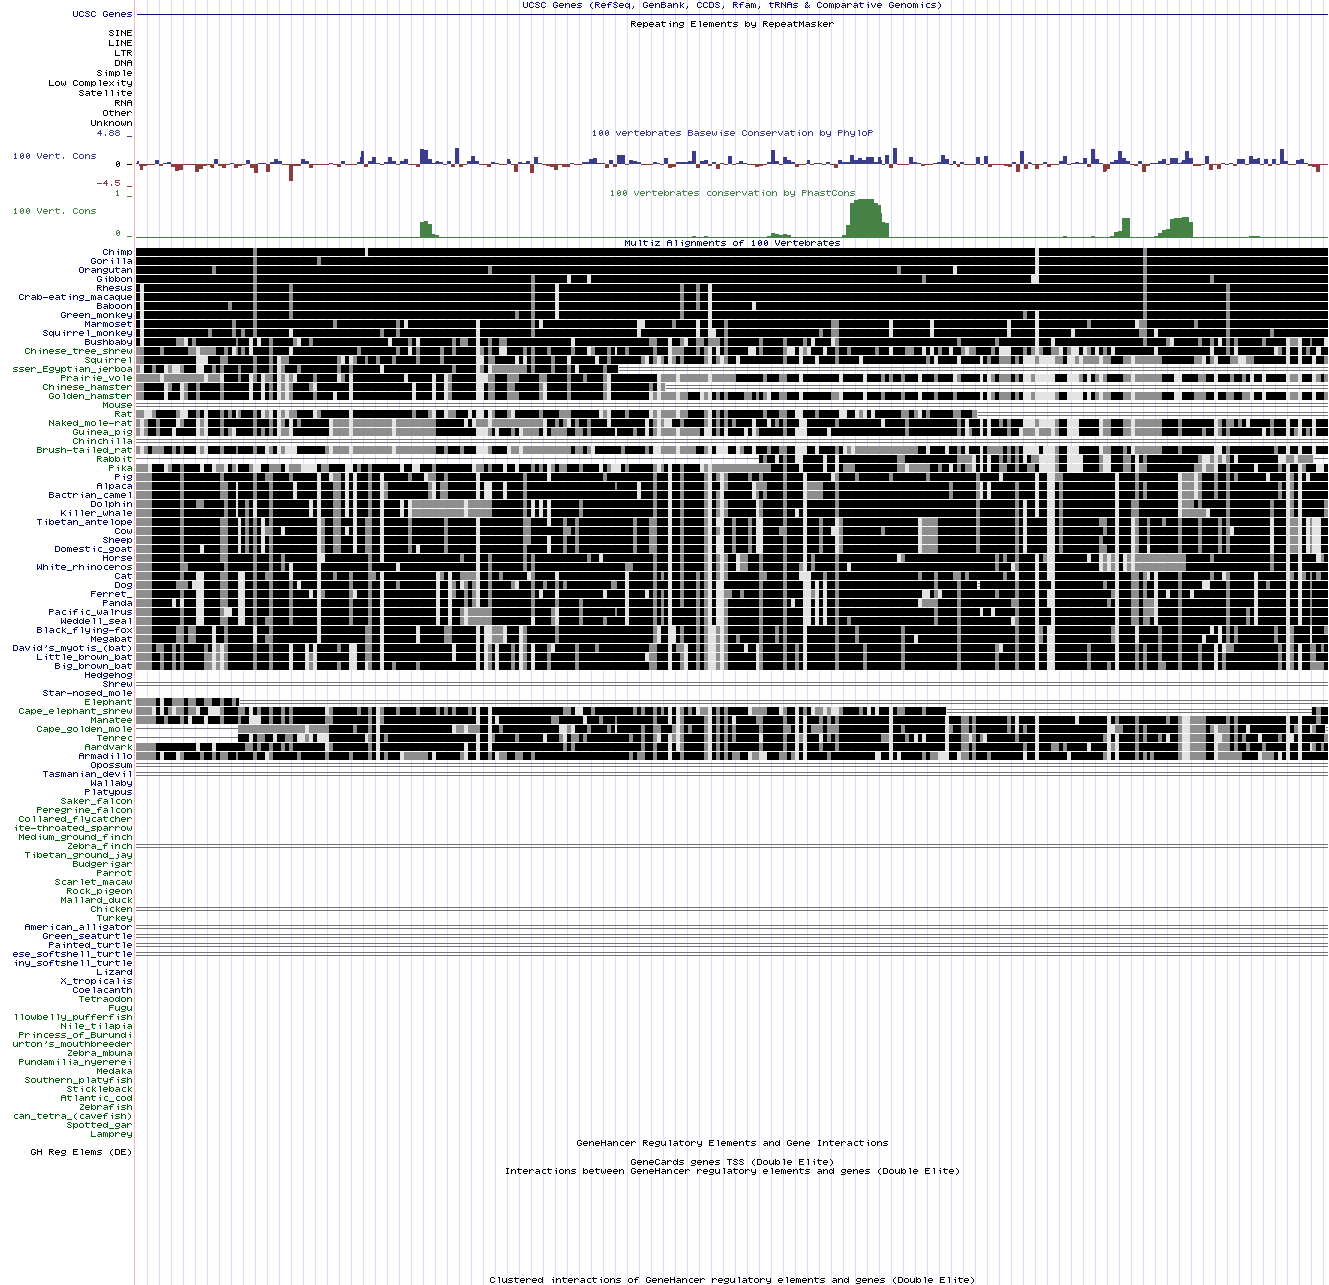 UCSC Genes (RefSeq, GenBank, CCDS, Rfam, tRNAs & Comparative Genomics)
UCSC Genes
Repeating Elements by RepeatMasker
SINE
LINE
LTR
DNA
Simple
Low Complexity
Satellite
RNA
Other
Unknown
100 vertebrates Basewise Conservation by PhyloP
4.88 _
100 Vert. Cons
0 -
-4.5 _
100 vertebrates conservation by PhastCons
1 _
100 Vert. Cons
0 _
Multiz Alignments of 100 Vertebrates
Chimp
Gorilla
Orangutan
Gibbon
Rhesus
Crab-eating_macaque
Baboon
Green_monkey
Marmoset
Squirrel_monkey
Bushbaby
Chinese_tree_shrew
Squirrel
sser_Egyptian_jerboa
Prairie_vole
Chinese_hamster
Golden_hamster
Mouse
Rat
Naked_mole-rat
Guinea_pig
Chinchilla
Brush-tailed_rat
Rabbit
Pika
Pig
Alpaca
Bactrian_camel
Dolphin
Killer_whale
Tibetan_antelope
Cow
Sheep
Domestic_goat
Horse
White_rhinoceros
Cat
Dog
Ferret_
Panda
Pacific_walrus
Weddell_seal
Black_flying-fox
Megabat
David's_myotis_(bat)
Little_brown_bat
Big_brown_bat
Hedgehog
Shrew
Star-nosed_mole
Elephant
Cape_elephant_shrew
Manatee
Cape_golden_mole
Tenrec
Aardvark
Armadillo
Opossum
Tasmanian_devil
Wallaby
Platypus
Saker_falcon
Peregrine_falcon
Collared_flycatcher
ite-throated_sparrow
Medium_ground_finch
Zebra_finch
Tibetan_ground_jay
Budgerigar
Parrot
Scarlet_macaw
Rock_pigeon
Mallard_duck
Chicken
Turkey
American_alligator
Green_seaturtle
Painted_turtle
ese_softshell_turtle
iny_softshell_turtle
Lizard
X_tropicalis
Coelacanth
Tetraodon
Fugu
llowbelly_pufferfish
Nile_tilapia
Princess_of_Burundi
urton's_mouthbreeder
Zebra_mbuna
Pundamilia_nyererei
Medaka
Southern_platyfish
Stickleback
Atlantic_cod
Zebrafish
can_tetra_(cavefish)
Spotted_gar
Lamprey
GeneHancer Regulatory Elements and Gene Interactions
GH Reg Elems (DE)
GeneCards genes TSS (Double Elite)
Interactions between GeneHancer regulatory elements and genes (Double Elite)
Clustered interactions of GeneHancer regulatory elements and genes (Double Elite)